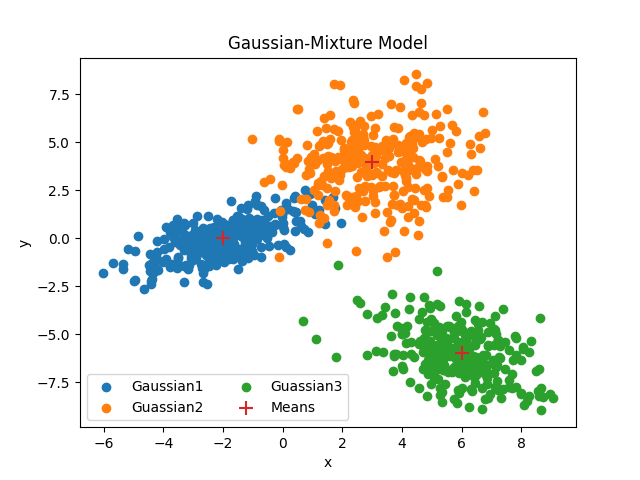 Gaussian-Mixture Model
y
7.5
5.0
2.5
0.0
−2.5
−5.0
−7.5
Gaussian1
Guassian2
Guassian3
Means
−6 −4 −2 0 2 4 6 8
x